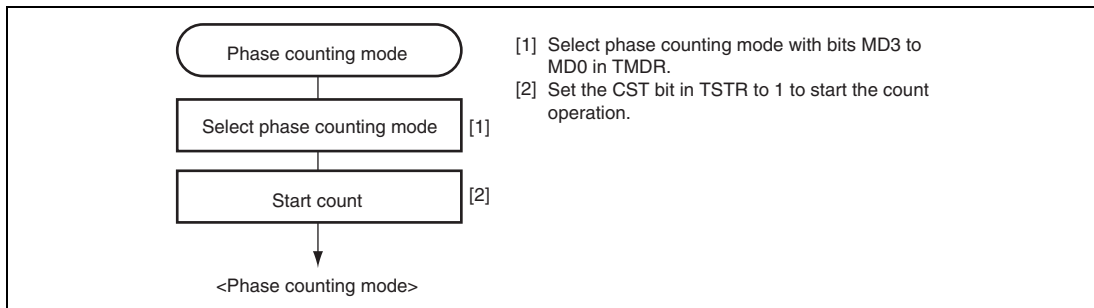 Phase counting mode
Select phase counting mode [1]
Start count [2]
<Phase counting mode>
[1] Select phase counting mode with bits MD3 to
MD0 in TMDR.
[2] Set the CST bit in TSTR to 1 to start the count
operation.